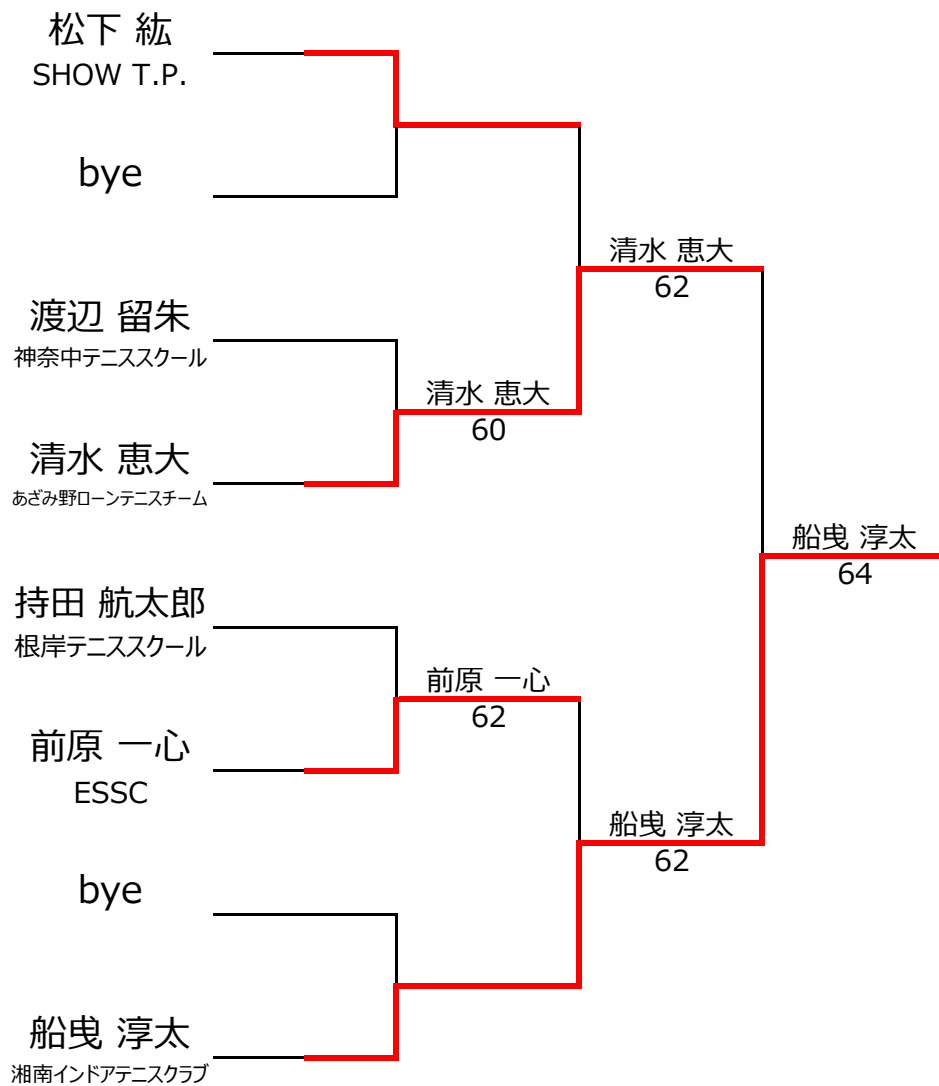 松下 紘
SHOW T.P.
bye
渡辺 留朱
神奈中テニススクール
清水 恵大
あざみ野ローンテニスチーム
持田 航太郎
根岸テニススクール
前原 一心
ESSC
bye
船曵 淳太
湘南インドアテニスクラブ
清水 恵大
60
前原 一心
62
清水 恵大
62
船曵 淳太
62
船曵 淳太
64